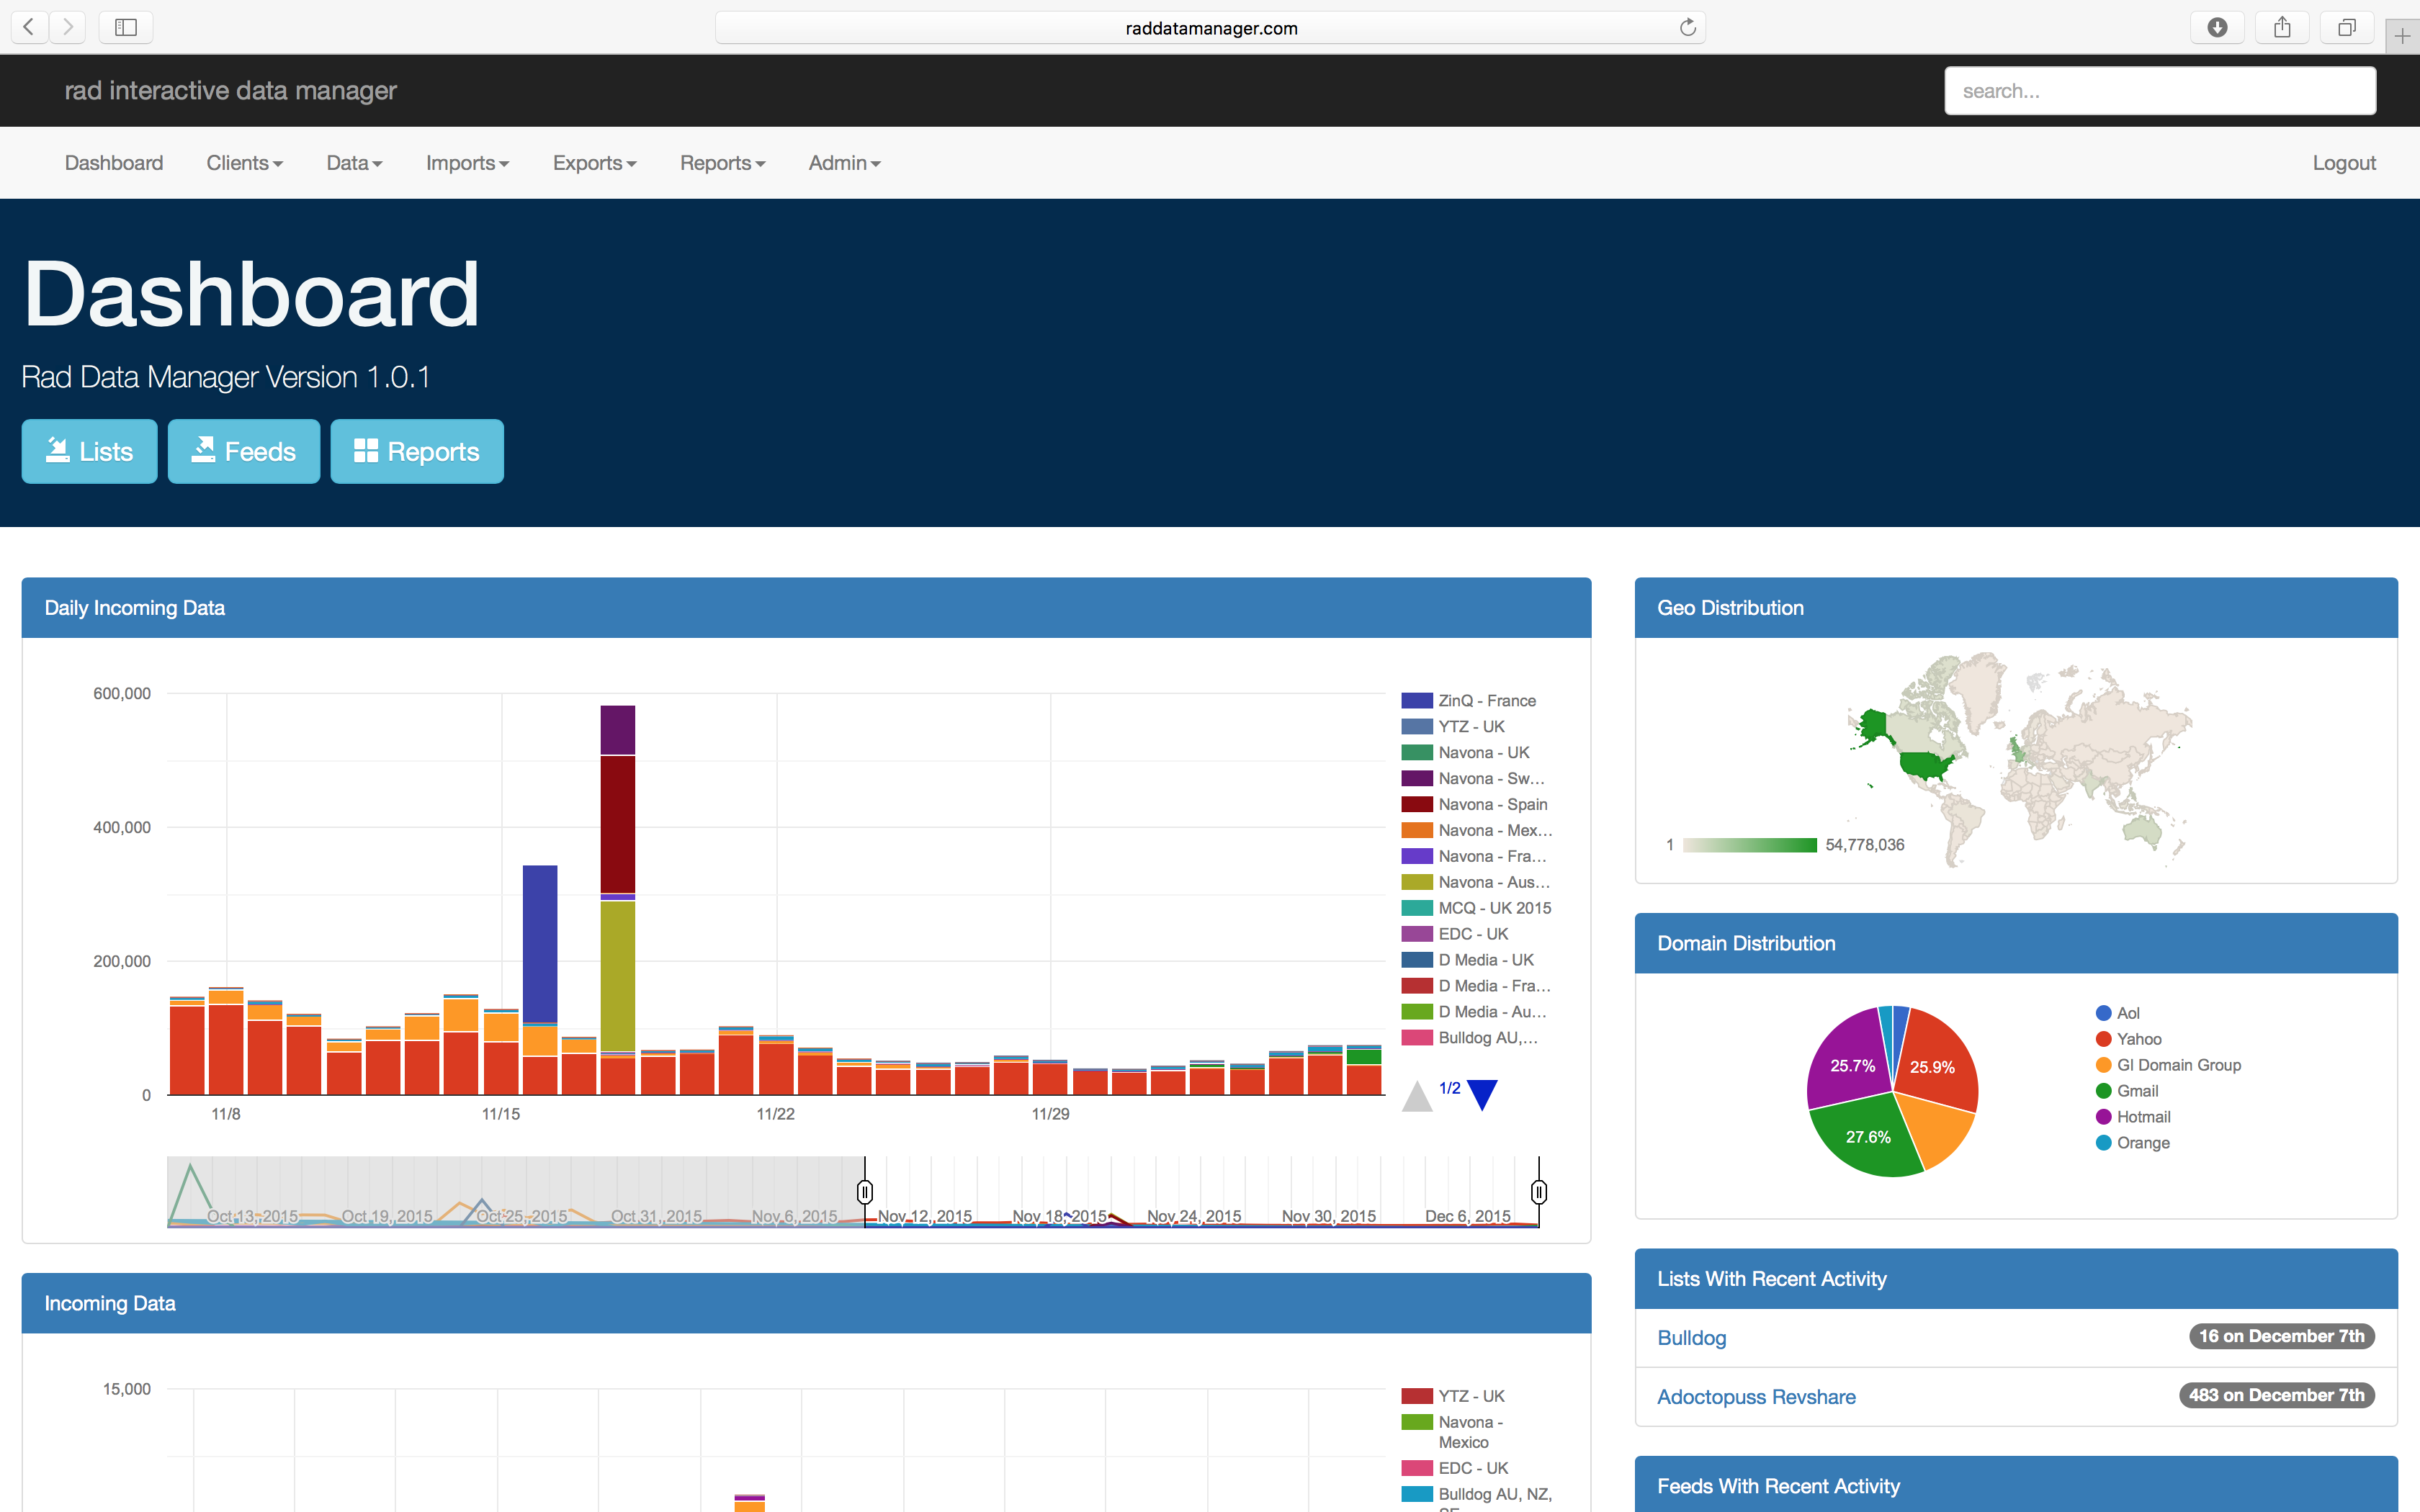 raddatamanager.com
rad interactive data manager
search...
Dashboard Clients Data Imports Exports Reports Admin Logout
Dashboard
Rad Data Manager Version 1.0.1
Lists Feeds Reports
Daily Incoming Data
600,000
400,000
200,000
0
11/8 11/15 11/22 11/29
ZinQ - France
YTZ - UK
Navona - UK
Navona - Sw...
Navona - Spain
Navona - Mex...
Navona - Fra...
Navona - Aus...
MCQ - UK 2015
EDC - UK
D Media - UK
D Media - Fra...
D Media - Au...
Bulldog AU,...
1/2
Oct 13, 2015 Oct 19, 2015 Oct 25, 2015 Oct 31, 2015 Nov 6, 2015 Nov 12, 2015 Nov 18, 2015 Nov 24, 2015 Nov 30, 2015 Dec 6, 2015
Geo Distribution
1 54,778,036
Domain Distribution
25.7% 25.9%
27.6%
Aol
Yahoo
GI Domain Group
Gmail
Hotmail
Orange
Lists With Recent Activity
Bulldog 16 on December 7th
Adoctopuss Revshare 483 on December 7th
Feeds With Recent Activity
Incoming Data
15,000
YTZ - UK
Navona -
Mexico
EDC - UK
Bulldog AU, NZ,